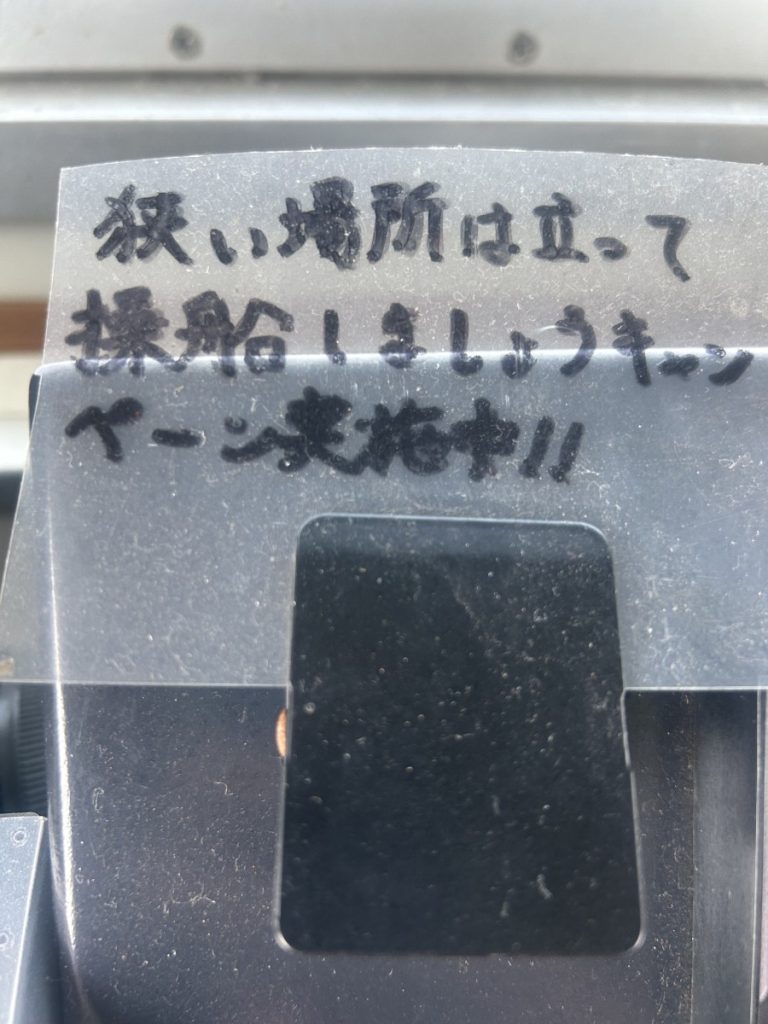 狭い場所は立って
操船しましょうキャン
ペーン実施中!!